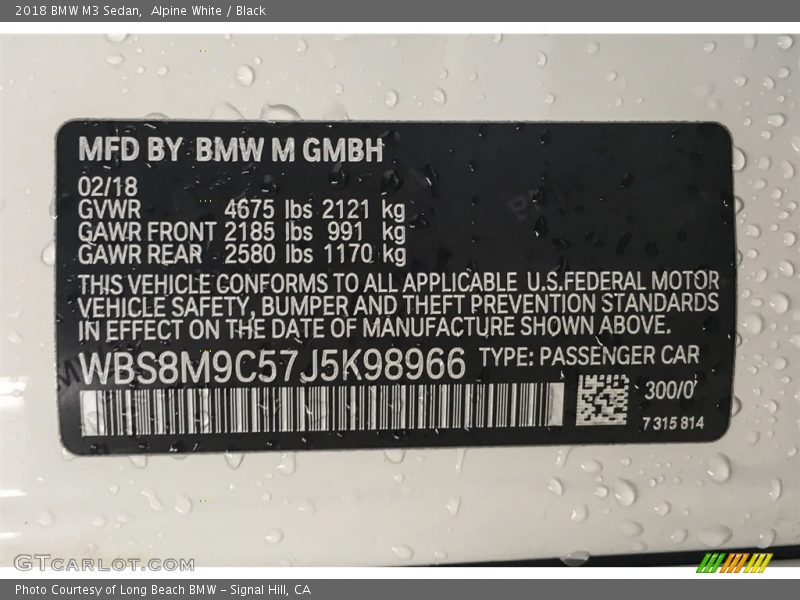 2018 BMW M3 Sedan,  Alpine White / Black
MFD BY BMW M GMBH
02/18
GVWR 4675 lbs 2121 kg
GAWR FRONT 2185 lbs 991 kg
GAWR REAR 2580 lbs 1170 kg
THIS VEHICLE CONFORMS TO ALL APPLICABLE U.S.FEDERAL MOTOR
VEHICLE SAFETY, BUMPER AND THEFT PREVENTION STANDARDS
IN EFFECT ON THE DATE OF MANUFACTURE SHOWN ABOVE.
WBS8M9C57J5K98966 TYPE: PASSENGER CAR
300/0
7 315 814
GTCARLOT.COM
Photo Courtesy of Long Beach BMW - Signal Hill, CA